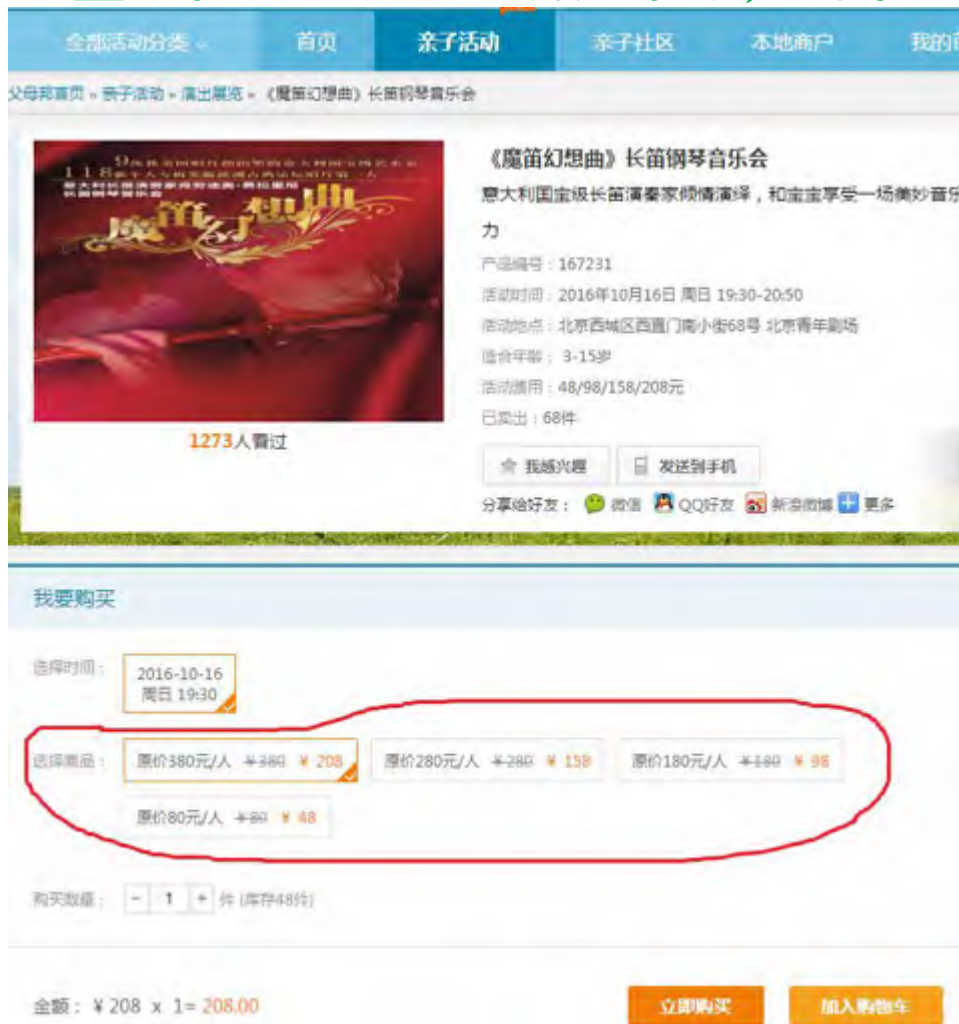 全部活动分类
首页
亲子活动
亲子社区
本地商户
我的
父母邦首页 » 亲子活动 » 演出展览 » 《魔笛幻想曲》长笛钢琴音乐会
魔笛幻想曲
长笛钢琴音乐会
1273人看过
《魔笛幻想曲》长笛钢琴音乐会
意大利国宝级长笛演奏家倾情演绎，和宝宝享受一场美妙音乐
力
产品编号：167231
活动时间：2016年10月16日 周日 19:30-20:50
活动地点：北京西城区西直门南小街68号 北京青年剧场
适合年龄：3-15岁
活动费用：48/98/158/208元
已卖出：68件
我感兴趣
发送到手机
分享给好友： 微信 QQ好友 新浪微博 更多
我要购买
选择时间：
2016-10-16
周日 19:30
选择商品： 原价380元/人 ¥380 ¥ 208 原价280元/人 ¥280 ¥ 158 原价180元/人 ¥180 ¥ 98
原价80元/人 ¥80 ¥ 48
购买数量： - 1 + 件 (库存48件)
金额：¥ 208 x 1= 208.00
立即购买
加入购物车